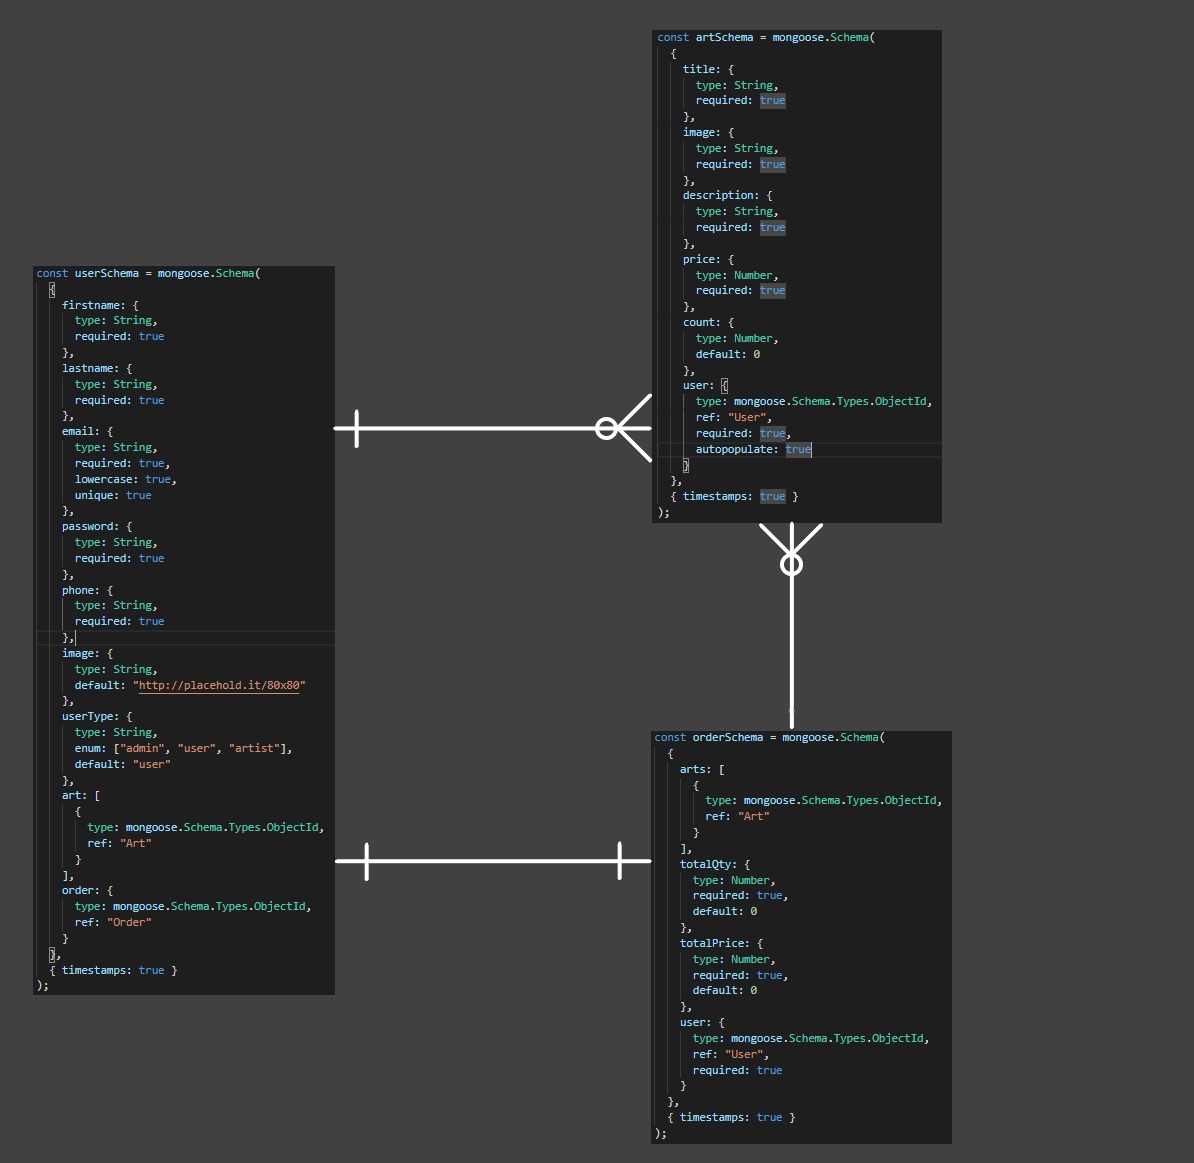 const artSchema = mongoose.Schema(
{
title: {
type: String,
required: true
},
image: {
type: String,
required: true
},
description: {
type: String,
required: true
},
price: {
type: Number,
required: true
},
count: {
type: Number,
default: 0
},
user: {
type: mongoose.Schema.Types.ObjectId,
ref: "User",
required: true,
autopopulate: true
}
},
{ timestamps: true }
);
const userSchema = mongoose.Schema(
{
firstname: {
type: String,
required: true
},
lastname: {
type: String,
required: true
},
email: {
type: String,
required: true,
lowercase: true,
unique: true
},
password: {
type: String,
required: true
},
phone: {
type: String,
required: true
},
image: {
type: String,
default: "http://placehold.it/80x80"
},
userType: {
type: String,
enum: ["admin", "user", "artist"],
default: "user"
},
art: [
{
type: mongoose.Schema.Types.ObjectId,
ref: "Art"
}
],
order: {
type: mongoose.Schema.Types.ObjectId,
ref: "Order"
}
},
{ timestamps: true }
);
const orderSchema = mongoose.Schema(
{
arts: [
{
type: mongoose.Schema.Types.ObjectId,
ref: "Art"
}
],
totalQty: {
type: Number,
required: true,
default: 0
},
totalPrice: {
type: Number,
required: true,
default: 0
},
user: {
type: mongoose.Schema.Types.ObjectId,
ref: "User",
required: true
}
},
{ timestamps: true }
);